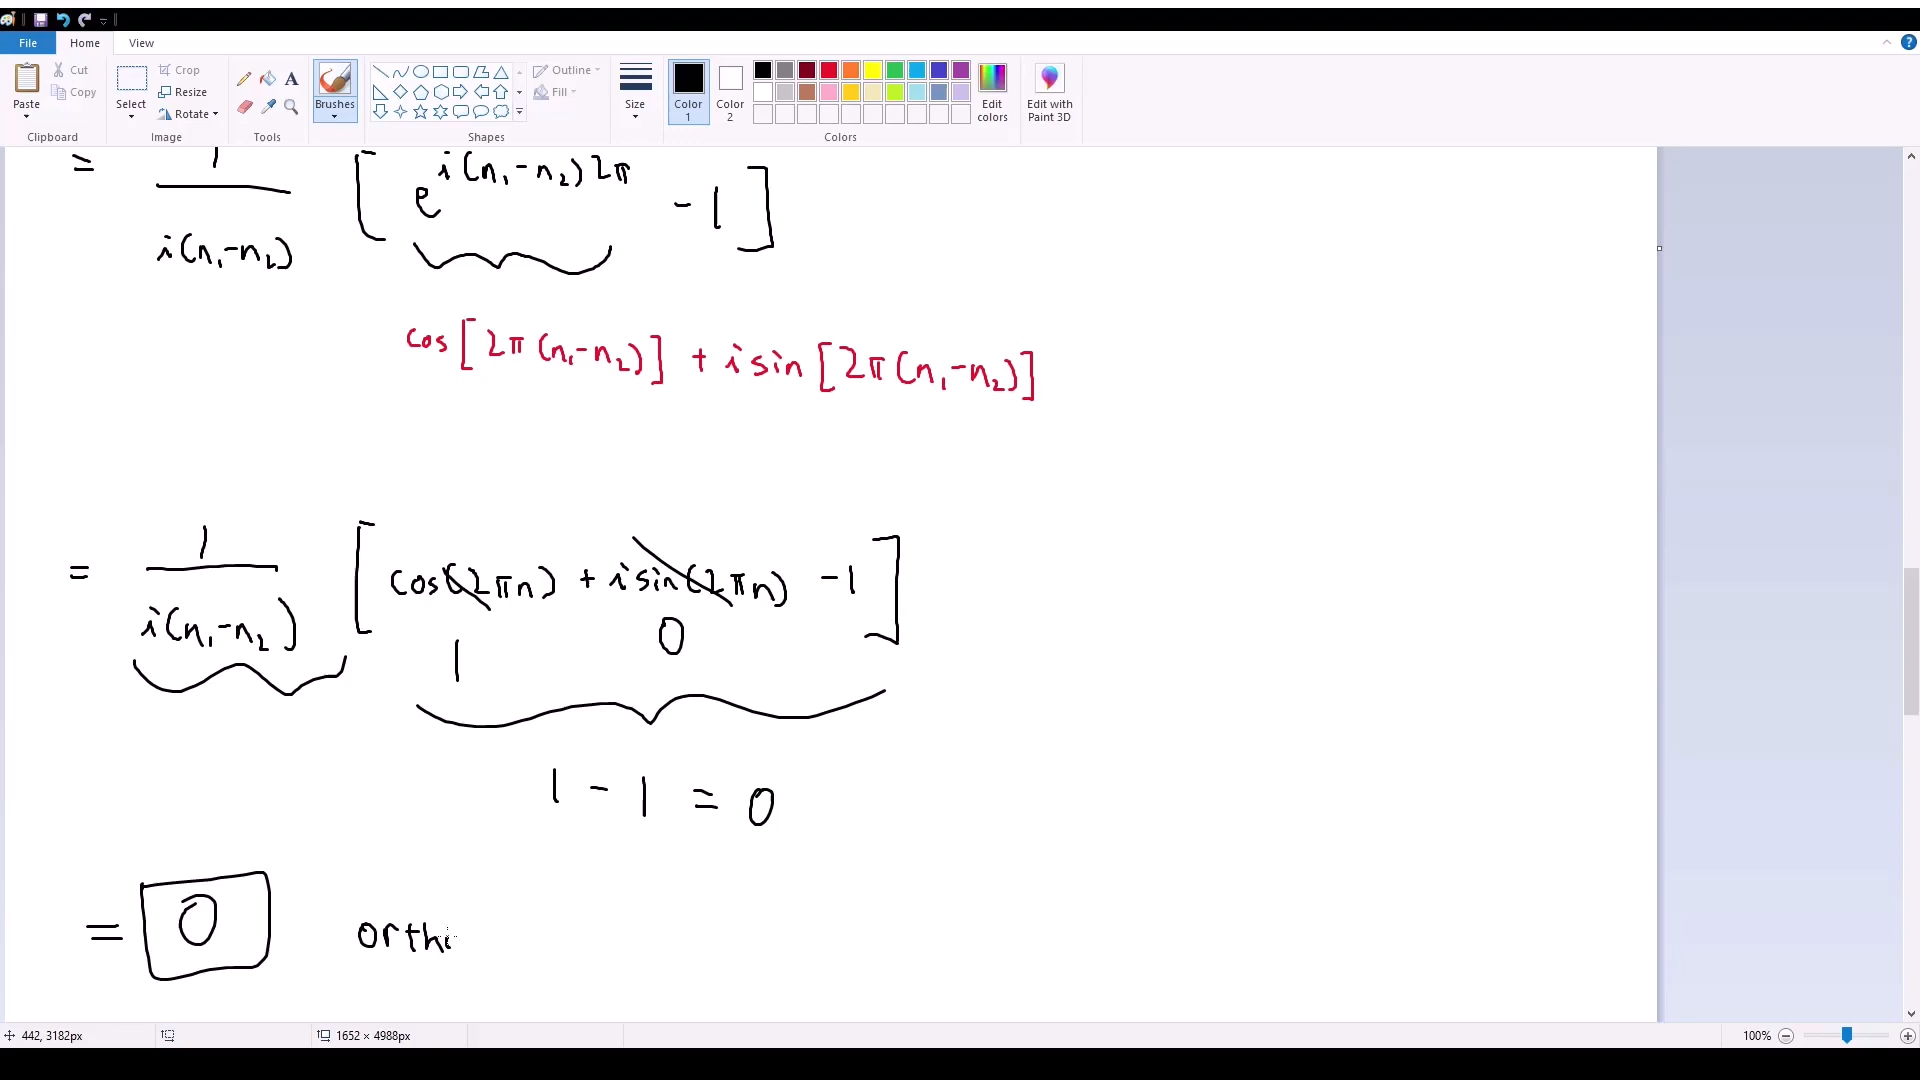 File Home View
Cut Crop Outline
Copy Resize Fill
Paste Select Rotate Brushes Size Color 1 Color 2 Edit colors Edit with Paint 3D
Clipboard Image Tools Shapes Colors
= 1 / i(n₁-n₂) [ e^{i(n₁-n₂)2π} - 1 ]
cos[2π(n₁-n₂)] + i sin[2π(n₁-n₂)]
= 1 / i(n₁-n₂) [ cos(2πn) + i sin(2πn) - 1 ]
1 0
1 - 1 = 0
= 0 orth
442, 3182px 1652 × 4988px 100%